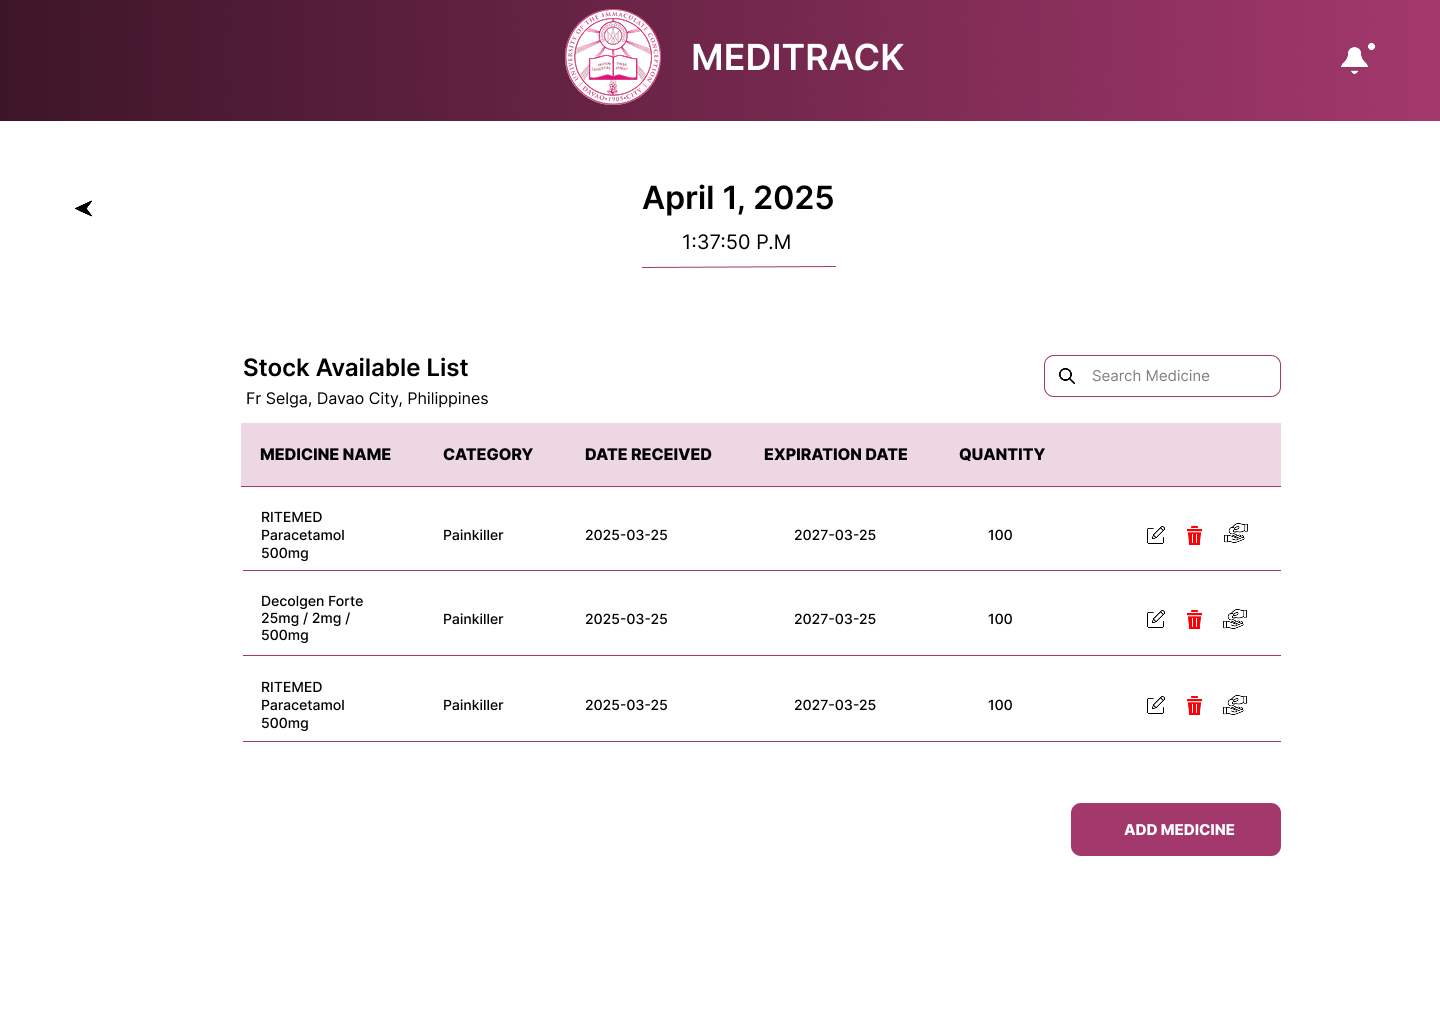 UNIVERSITY OF THE IMMACULATE CONCEPTION
DAVAO • 1905 • CITY
MEDITRACK
April 1, 2025
1:37:50 P.M
Stock Available List
Fr Selga, Davao City, Philippines
Search Medicine
MEDICINE NAME CATEGORY DATE RECEIVED EXPIRATION DATE QUANTITY
RITEMED
Paracetamol Painkiller 2025-03-25 2027-03-25 100
500mg
Decolgen Forte
25mg / 2mg / Painkiller 2025-03-25 2027-03-25 100
500mg
RITEMED
Paracetamol Painkiller 2025-03-25 2027-03-25 100
500mg
ADD MEDICINE